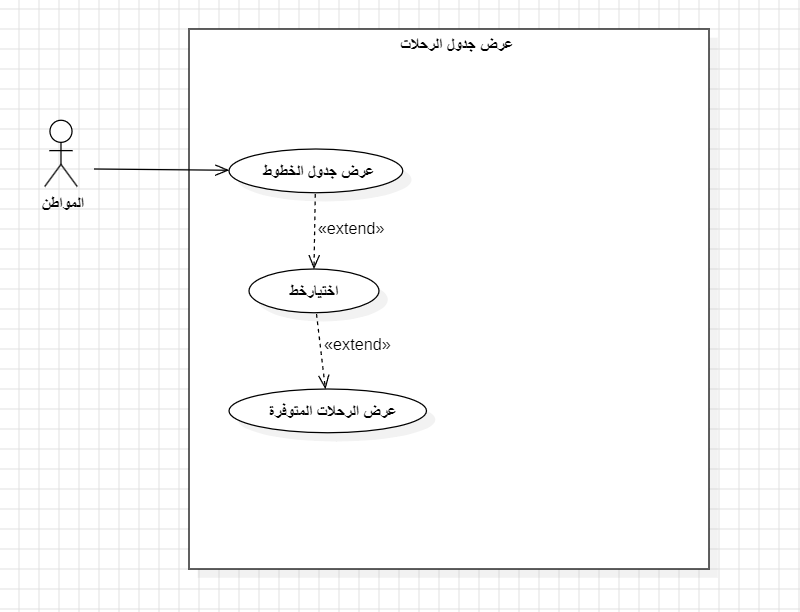 عرض جدول الرحلات
عرض جدول الخطوط
المواطن
«extend»
اختيارخط
«extend»
عرض الرحلات المتوفرة